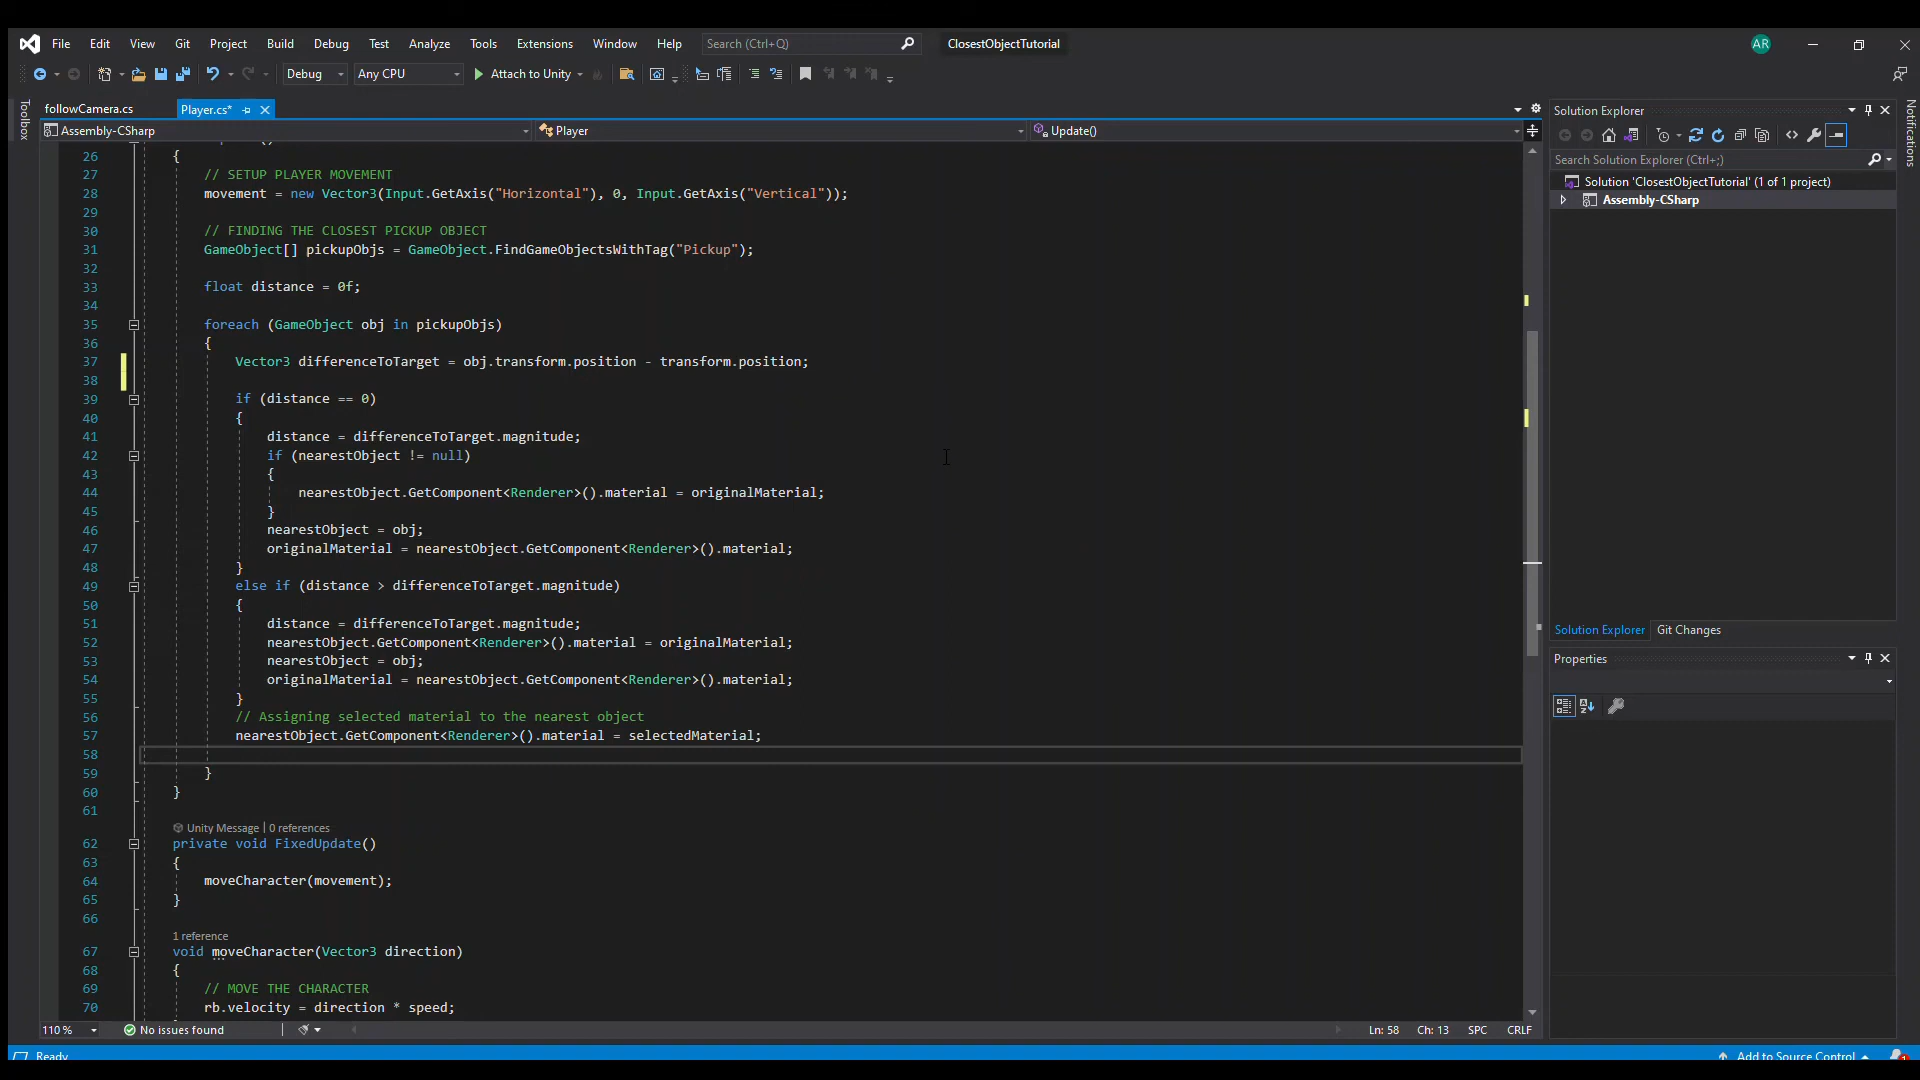 File Edit View Git Project Build Debug Test Analyze Tools Extensions Window Help Search (Ctrl+Q) ClosestObjectTutorial AR
Debug Any CPU Attach to Unity
Toolbox
followCamera.cs Player.cs*
Assembly-CSharp Player Update()
26 {
27 // SETUP PLAYER MOVEMENT
28 movement = new Vector3(Input.GetAxis("Horizontal"), 0, Input.GetAxis("Vertical"));
29
30 // FINDING THE CLOSEST PICKUP OBJECT
31 GameObject[] pickupObjs = GameObject.FindGameObjectsWithTag("Pickup");
32
33 float distance = 0f;
34
35 foreach (GameObject obj in pickupObjs)
36 {
37 Vector3 differenceToTarget = obj.transform.position - transform.position;
38
39 if (distance == 0)
40 {
41 distance = differenceToTarget.magnitude;
42 if (nearestObject != null)
43 {
44 nearestObject.GetComponent<Renderer>().material = originalMaterial;
45 }
46 nearestObject = obj;
47 originalMaterial = nearestObject.GetComponent<Renderer>().material;
48 }
49 else if (distance > differenceToTarget.magnitude)
50 {
51 distance = differenceToTarget.magnitude;
52 nearestObject.GetComponent<Renderer>().material = originalMaterial;
53 nearestObject = obj;
54 originalMaterial = nearestObject.GetComponent<Renderer>().material;
55 }
56 // Assigning selected material to the nearest object
57 nearestObject.GetComponent<Renderer>().material = selectedMaterial;
58
59 }
60 }
61
Unity Message | 0 references
62 private void FixedUpdate()
63 {
64 moveCharacter(movement);
65 }
66
1 reference
67 void moveCharacter(Vector3 direction)
68 {
69 // MOVE THE CHARACTER
70 rb.velocity = direction * speed;
110 % No issues found Ln: 58 Ch: 13 SPC CRLF
Solution Explorer
Search Solution Explorer (Ctrl+;)
Solution 'ClosestObjectTutorial' (1 of 1 project)
Assembly-CSharp
Solution Explorer Git Changes
Properties
Notifications
Ready Add to Source Control